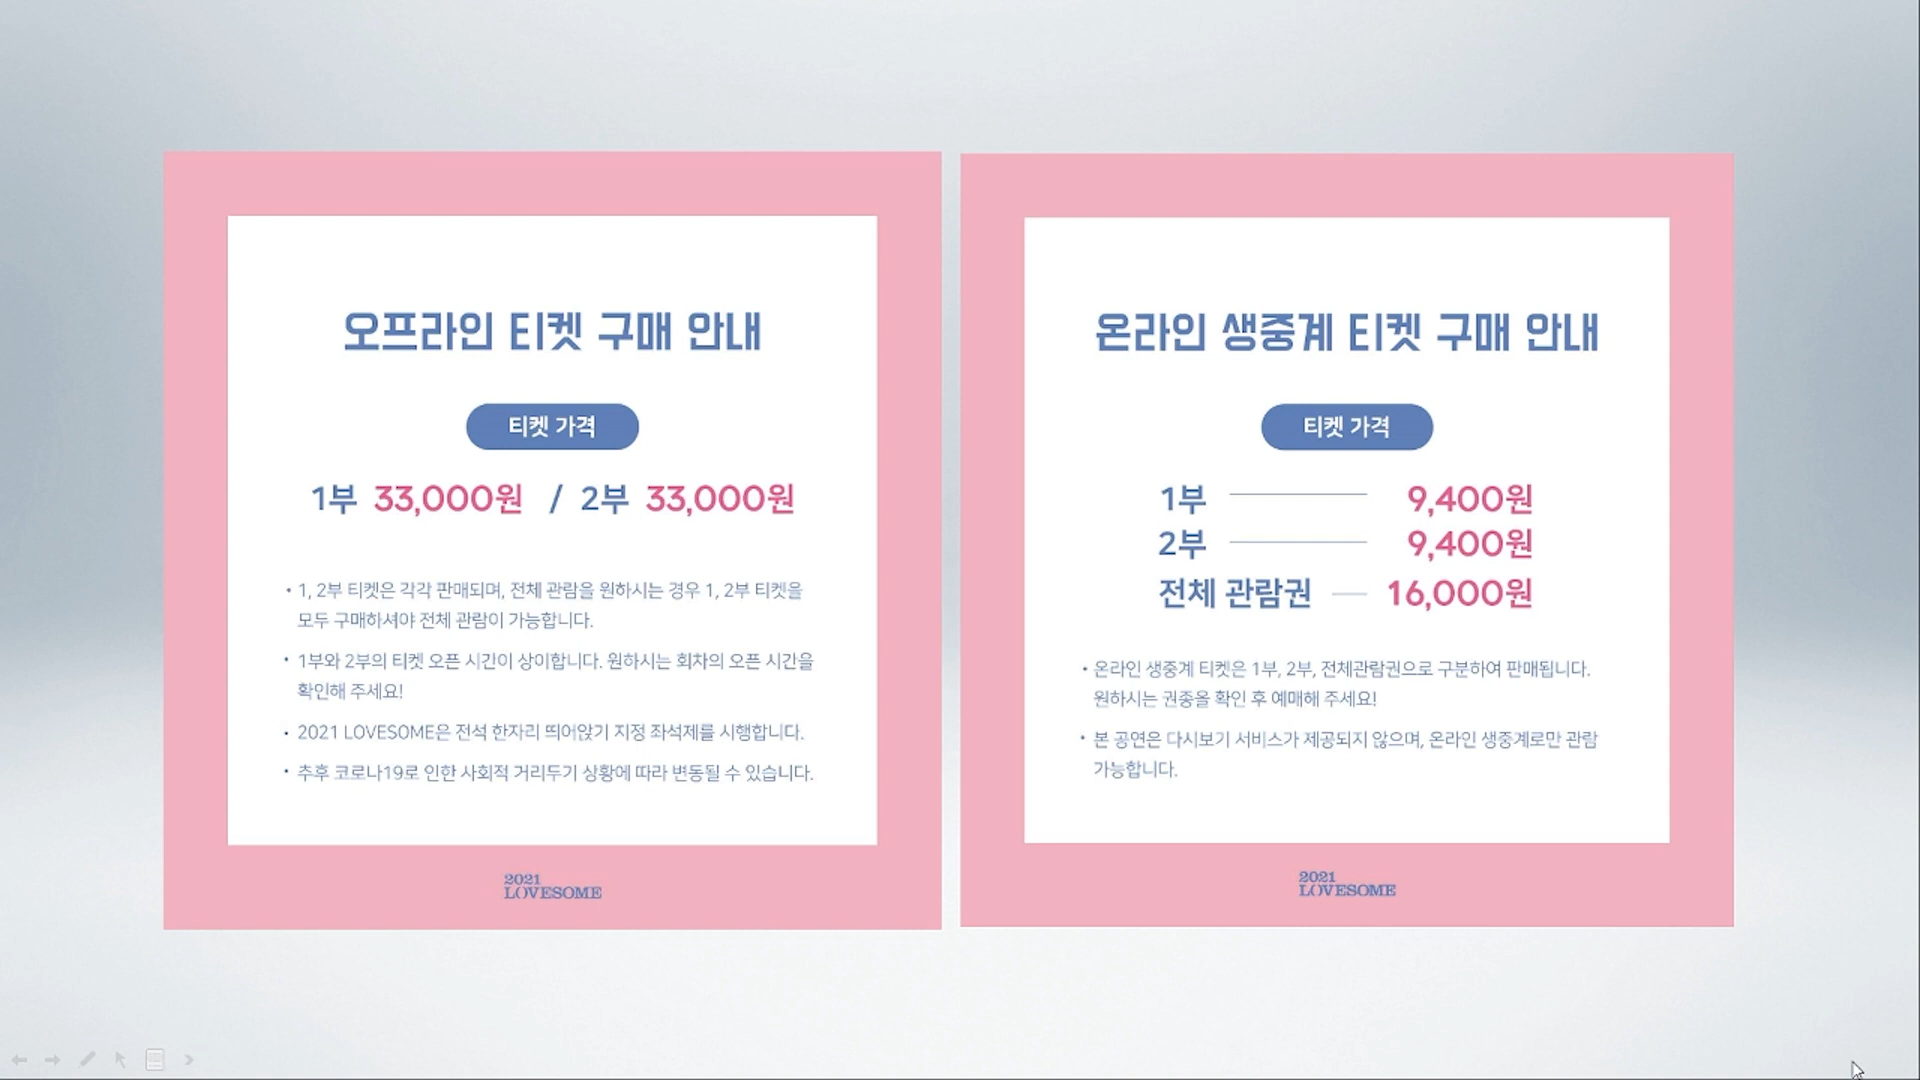 오프라인 티켓 구매 안내
티켓 가격
1부 33,000원 / 2부 33,000원
• 1, 2부 티켓은 각각 판매되며, 전체 관람을 원하시는 경우 1, 2부 티켓을
모두 구매하셔야 전체 관람이 가능합니다.
• 1부와 2부의 티켓 오픈 시간이 상이합니다. 원하시는 회차의 오픈 시간을
확인해 주세요!
• 2021 LOVESOME은 전석 한자리 띄어앉기 지정 좌석제를 시행합니다.
• 추후 코로나19로 인한 사회적 거리두기 상황에 따라 변동될 수 있습니다.
2021
LOVESOME
온라인 생중계 티켓 구매 안내
티켓 가격
1부 9,400원
2부 9,400원
전체 관람권 16,000원
• 온라인 생중계 티켓은 1부, 2부, 전체관람권으로 구분하여 판매됩니다.
원하시는 권종을 확인 후 예매해 주세요!
• 본 공연은 다시보기 서비스가 제공되지 않으며, 온라인 생중계로만 관람
가능합니다.
2021
LOVESOME